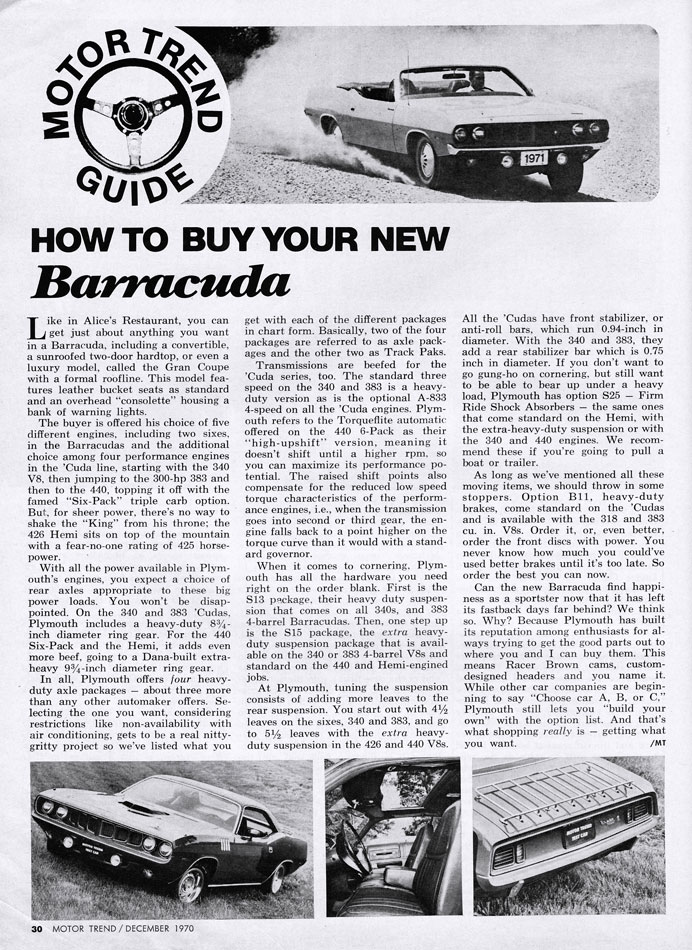 MOTOR TREND
GUIDE
1971
HOW TO BUY YOUR NEW
Barracuda
Like in Alice's Restaurant, you can
get just about anything you want
in a Barracuda, including a convertible,
a sunroofed two-door hardtop, or even a
luxury model, called the Gran Coupe
with a formal roofline. This model fea-
tures leather bucket seats as standard
and an overhead "consolette" housing a
bank of warning lights.
The buyer is offered his choice of five
different engines, including two sixes,
in the Barracudas and the additional
choice among four performance engines
in the 'Cuda line, starting with the 340
V8, then jumping to the 300-hp 383 and
then to the 440, topping it off with the
famed "Six-Pack" triple carb option.
But, for sheer power, there's no way to
shake the "King" from his throne; the
426 Hemi sits on top of the mountain
with a fear-no-one rating of 425 horse-
power.
With all the power available in Plym-
outh's engines, you expect a choice of
rear axles appropriate to these big
power loads. You won't be disap-
pointed. On the 340 and 383 'Cudas,
Plymouth includes a heavy-duty 8¾-
inch diameter ring gear. For the 440
Six-Pack and the Hemi, it adds even
more beef, going to a Dana-built extra-
heavy 9¾-inch diameter ring gear.
In all, Plymouth offers four heavy-
duty axle packages — about three more
than any other automaker offers. Se-
lecting the one you want, considering
restrictions like non-availability with
air conditioning, gets to be a real nitty-
gritty project so we've listed what you
get with each of the different packages
in chart form. Basically, two of the four
packages are referred to as axle pack-
ages and the other two as Track Paks.
Transmissions are beefed for the
'Cuda series, too. The standard three
speed on the 340 and 383 is a heavy-
duty version as is the optional A-833
4-speed on all the 'Cuda engines. Plym-
outh refers to the Torqueflite automatic
offered on the 440 6-Pack as their
"high-upshift" version, meaning it
doesn't shift until a higher rpm, so
you can maximize its performance po-
tential. The raised shift points also
compensate for the reduced low speed
torque characteristics of the perform-
ance engines, i.e., when the transmission
goes into second or third gear, the en-
gine falls back to a point higher on the
torque curve than it would with a stand-
ard governor.
When it comes to cornering, Plym-
outh has all the hardware you need
right on the order blank. First is the
S13 package, their heavy duty suspen-
sion that comes on all 340s, and 383
4-barrel Barracudas. Then, one step up
is the S15 package, the extra heavy-
duty suspension package that is avail-
able on the 340 or 383 4-barrel V8s and
standard on the 440 and Hemi-engined
jobs.
At Plymouth, tuning the suspension
consists of adding more leaves to the
rear suspension. You start out with 4½
leaves on the sixes, 340 and 383, and go
to 5½ leaves with the extra heavy-
duty suspension in the 426 and 440 V8s.
All the 'Cudas have front stabilizer, or
anti-roll bars, which run 0.94-inch in
diameter. With the 340 and 383, they
add a rear stabilizer bar which is 0.75
inch in diameter. If you don't want to
go gung-ho on cornering, but still want
to be able to bear up under a heavy
load, Plymouth has option S25 — Firm
Ride Shock Absorbers — the same ones
that come standard on the Hemi, with
the extra-heavy-duty suspension or with
the 340 and 440 engines. We recom-
mend these if you're going to pull a
boat or trailer.
As long as we've mentioned all these
moving items, we should throw in some
stoppers. Option B11, heavy-duty
brakes, come standard on the 'Cudas
and is available with the 318 and 383
cu. in. V8s. Order it, or, even better,
order the front discs with power. You
never know how much you could've
used better brakes until it's too late. So
order the best you can now.
Can the new Barracuda find happi-
ness as a sportster now that it has left
its fastback days far behind? We think
so. Why? Because Plymouth has built
its reputation among enthusiasts for al-
ways trying to get the good parts out to
where you and I can buy them. This
means Racer Brown cams, custom-
designed headers and you name it.
While other car companies are begin-
ning to say "Choose car A, B, or C,"
Plymouth still lets you "build your
own" with the option list. And that's
what shopping really is — getting what
you want. /MT
MOTOR TREND
TEST CAR
MOTOR TREND
TEST CAR
30 MOTOR TREND / DECEMBER 1970